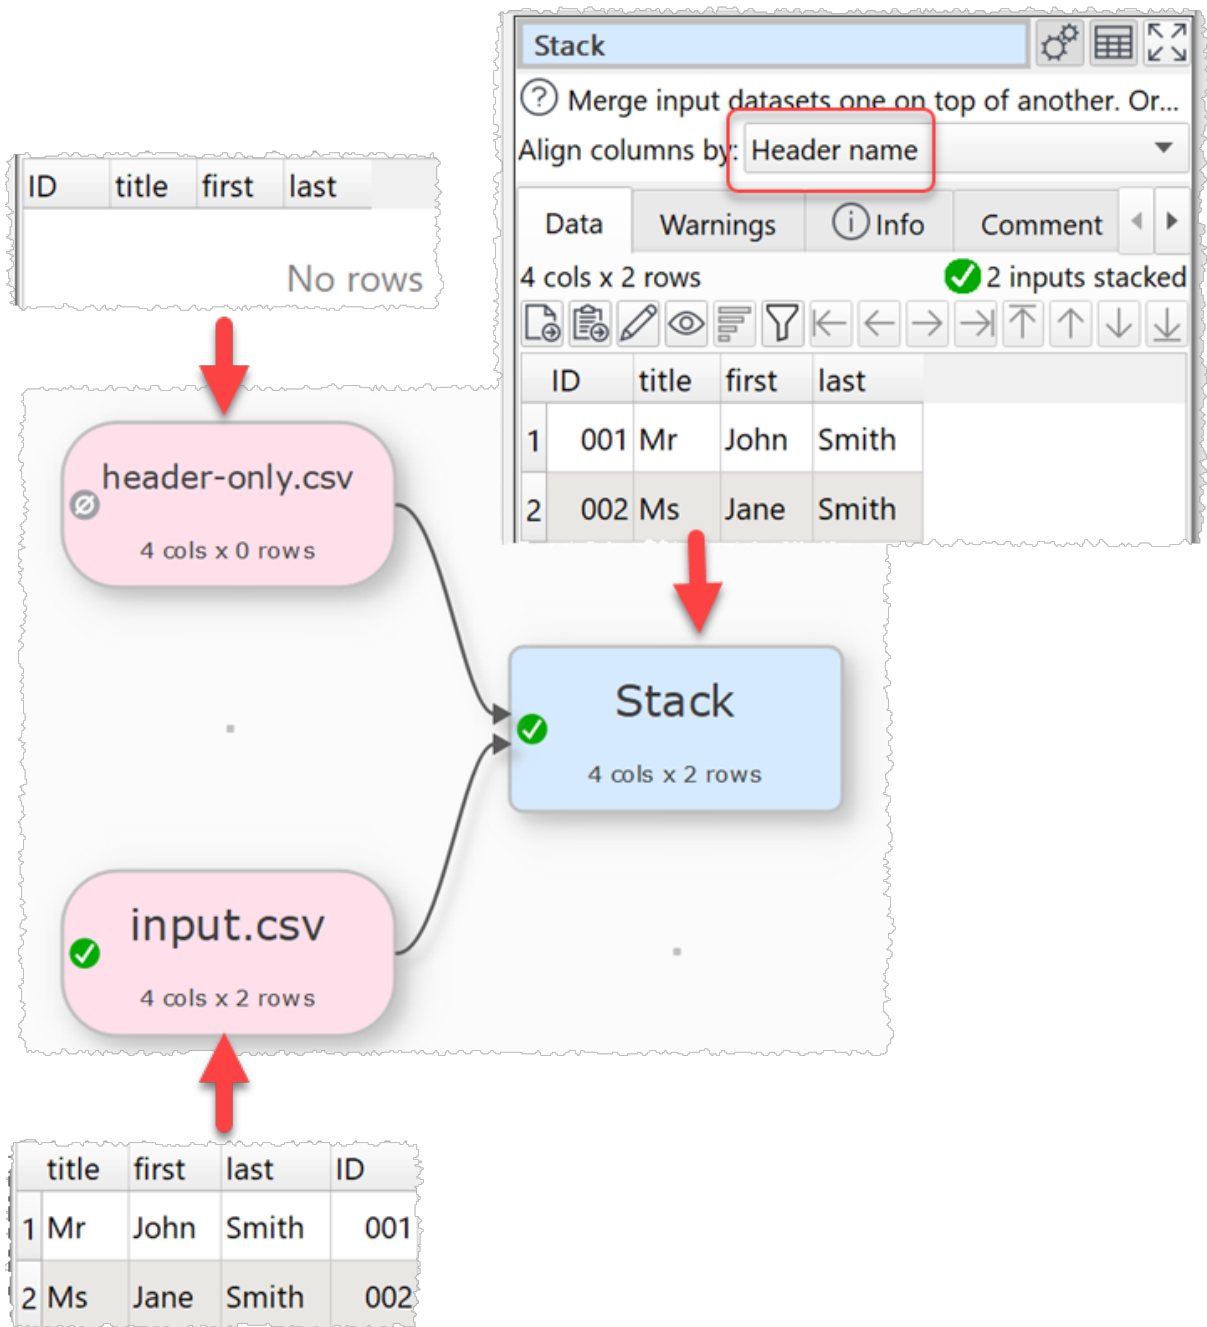 Stack
Merge input datasets one on top of another. Or...
Align columns by: Header name
Data Warnings Info Comment
4 cols x 2 rows 2 inputs stacked
ID title first last
1 001 Mr John Smith
2 002 Ms Jane Smith
ID title first last
No rows
header-only.csv
4 cols x 0 rows
Stack
4 cols x 2 rows
input.csv
4 cols x 2 rows
title first last ID
1 Mr John Smith 001
2 Ms Jane Smith 002